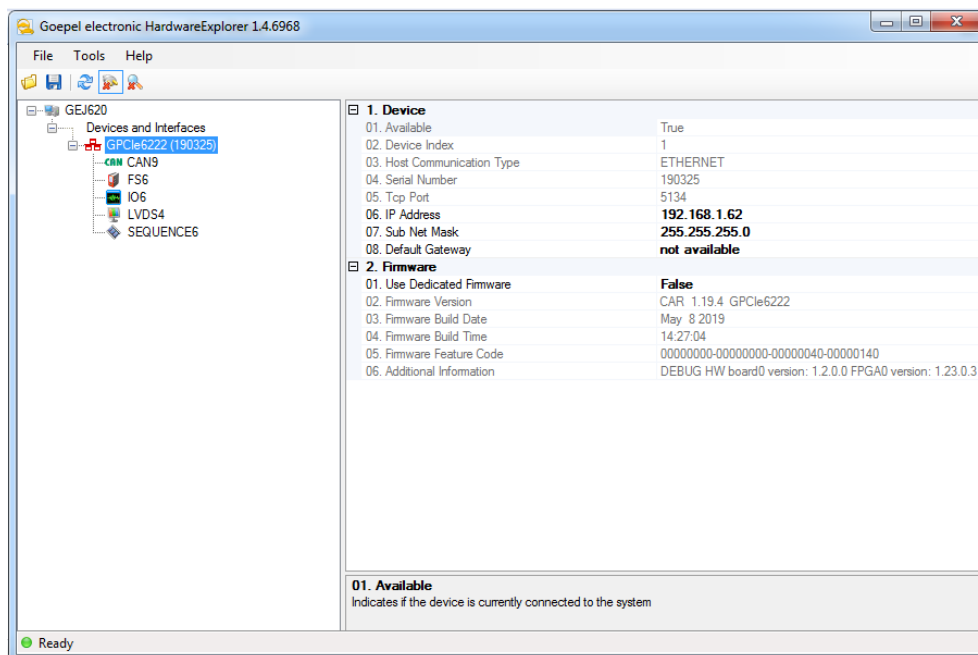 Goepel electronic HardwareExplorer 1.4.6968
File Tools Help
GEJ620
Devices and Interfaces
GPCIe6222 (190325)
CAN CAN9
FS6
IO6
LVDS4
SEQUENCE6
1. Device
01. Available True
02. Device Index 1
03. Host Communication Type ETHERNET
04. Serial Number 190325
05. Tcp Port 5134
06. IP Address 192.168.1.62
07. Sub Net Mask 255.255.255.0
08. Default Gateway not available
2. Firmware
01. Use Dedicated Firmware False
02. Firmware Version CAR 1.19.4 GPCIe6222
03. Firmware Build Date May 8 2019
04. Firmware Build Time 14:27:04
05. Firmware Feature Code 00000000-00000000-00000040-00000140
06. Additional Information DEBUG HW board0 version: 1.2.0.0 FPGA0 version: 1.23.0.3
01. Available
Indicates if the device is currently connected to the system
Ready